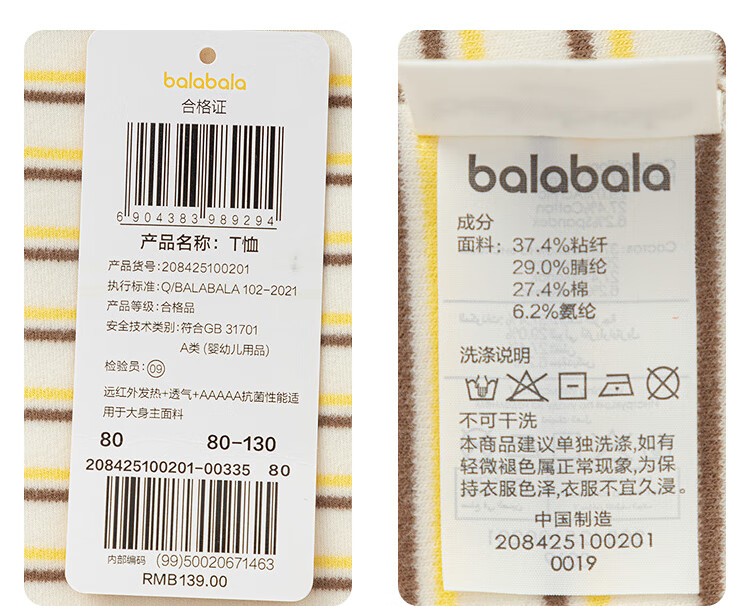 balabala
合格证
6 904383 989294
产品名称：T恤
产品货号：208425100201
执行标准：Q/BALABALA 102-2021
产品等级：合格品
安全技术类别：符合GB 31701
A类 (婴幼儿用品)
检验员：09
远红外发热+透气+AAAAA抗菌性能适
用于大身主面料
80 80-130
208425100201-00335 80
内部编码 (99)50020671463
RMB139.00
balabala
成分
面料：37.4%粘纤
29.0%腈纶
27.4%棉
6.2%氨纶
洗涤说明
不可干洗
本商品建议单独洗涤,如有
轻微褪色属正常现象,为保
持衣服色泽,衣服不宜久浸。
中国制造
208425100201
0019